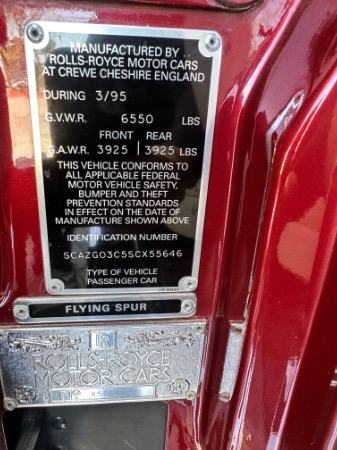 MANUFACTURED BY
ROLLS-ROYCE MOTOR CARS
AT CREWE CHESHIRE ENGLAND
DURING 3/95
G.V.W.R. 6550 LBS
FRONT REAR
G.A.W.R. 3925 3925 LBS
THIS VEHICLE CONFORMS TO
ALL APPLICABLE FEDERAL
MOTOR VEHICLE SAFETY,
BUMPER AND THEFT
PREVENTION STANDARDS
IN EFFECT ON THE DATE OF
MANUFACTURE SHOWN ABOVE
IDENTIFICATION NUMBER
SCAZG03C5SCX55646
TYPE OF VEHICLE
PASSENGER CAR
FLYING SPUR
R
ROLLS-ROYCE
MOTOR CARS